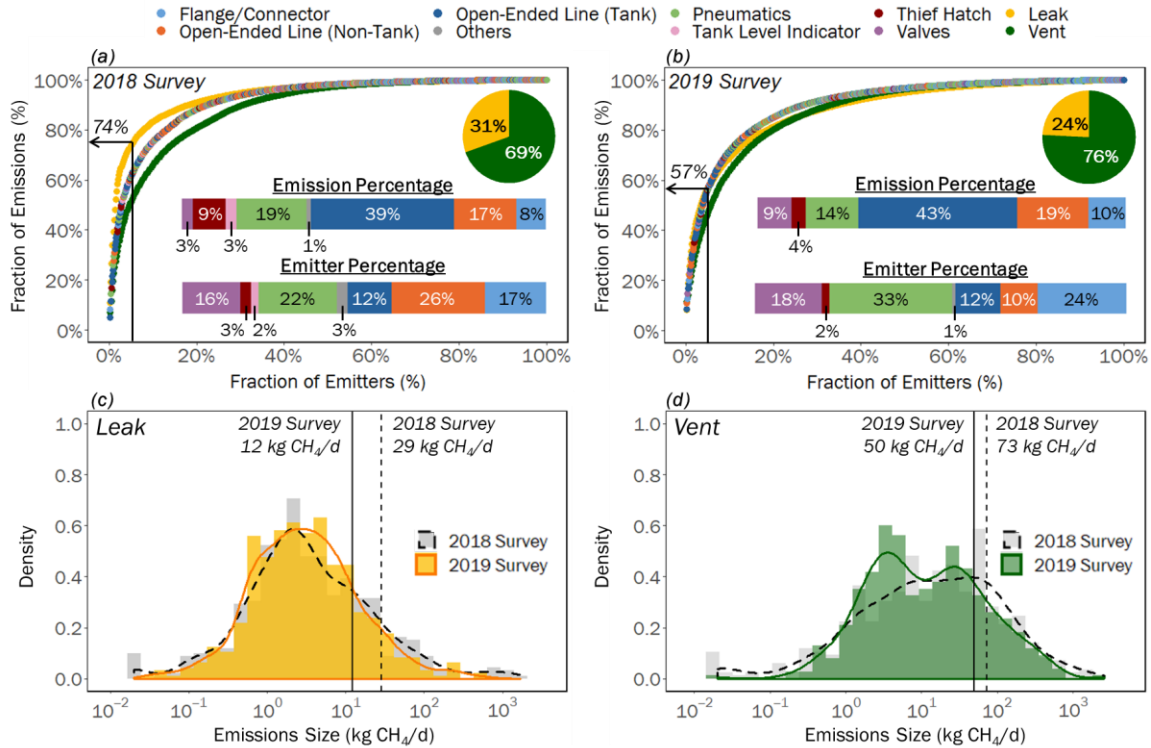 Flange/Connector Open-Ended Line (Tank) Pneumatics Thief Hatch Leak
Open-Ended Line (Non-Tank) Others Tank Level Indicator Valves Vent
(a)
2018 Survey
100%
80%
60%
40%
20%
0%
Fraction of Emissions (%)
74%
31%
69%
Emission Percentage
9% 19% 39% 17% 8%
3% 3% 1%
Emitter Percentage
16% 22% 12% 26% 17%
3% 2% 3%
0% 20% 40% 60% 80% 100%
Fraction of Emitters (%)
(b)
2019 Survey
100%
80%
60%
40%
20%
0%
Fraction of Emissions (%)
57%
24%
76%
Emission Percentage
9% 14% 43% 19% 10%
4%
Emitter Percentage
18% 33% 12% 10% 24%
2% 1%
0% 20% 40% 60% 80% 100%
Fraction of Emitters (%)
(c)
Leak
2019 Survey 2018 Survey
12 kg CH₄/d 29 kg CH₄/d
1.0
0.8
0.6
0.4
0.2
0.0
Density
2018 Survey
2019 Survey
10⁻² 10⁻¹ 10⁰ 10¹ 10² 10³
Emissions Size (kg CH₄/d)
(d)
Vent
2019 Survey 2018 Survey
50 kg CH₄/d 73 kg CH₄/d
1.0
0.8
0.6
0.4
0.2
0.0
Density
2018 Survey
2019 Survey
10⁻² 10⁻¹ 10⁰ 10¹ 10² 10³
Emissions Size (kg CH₄/d)